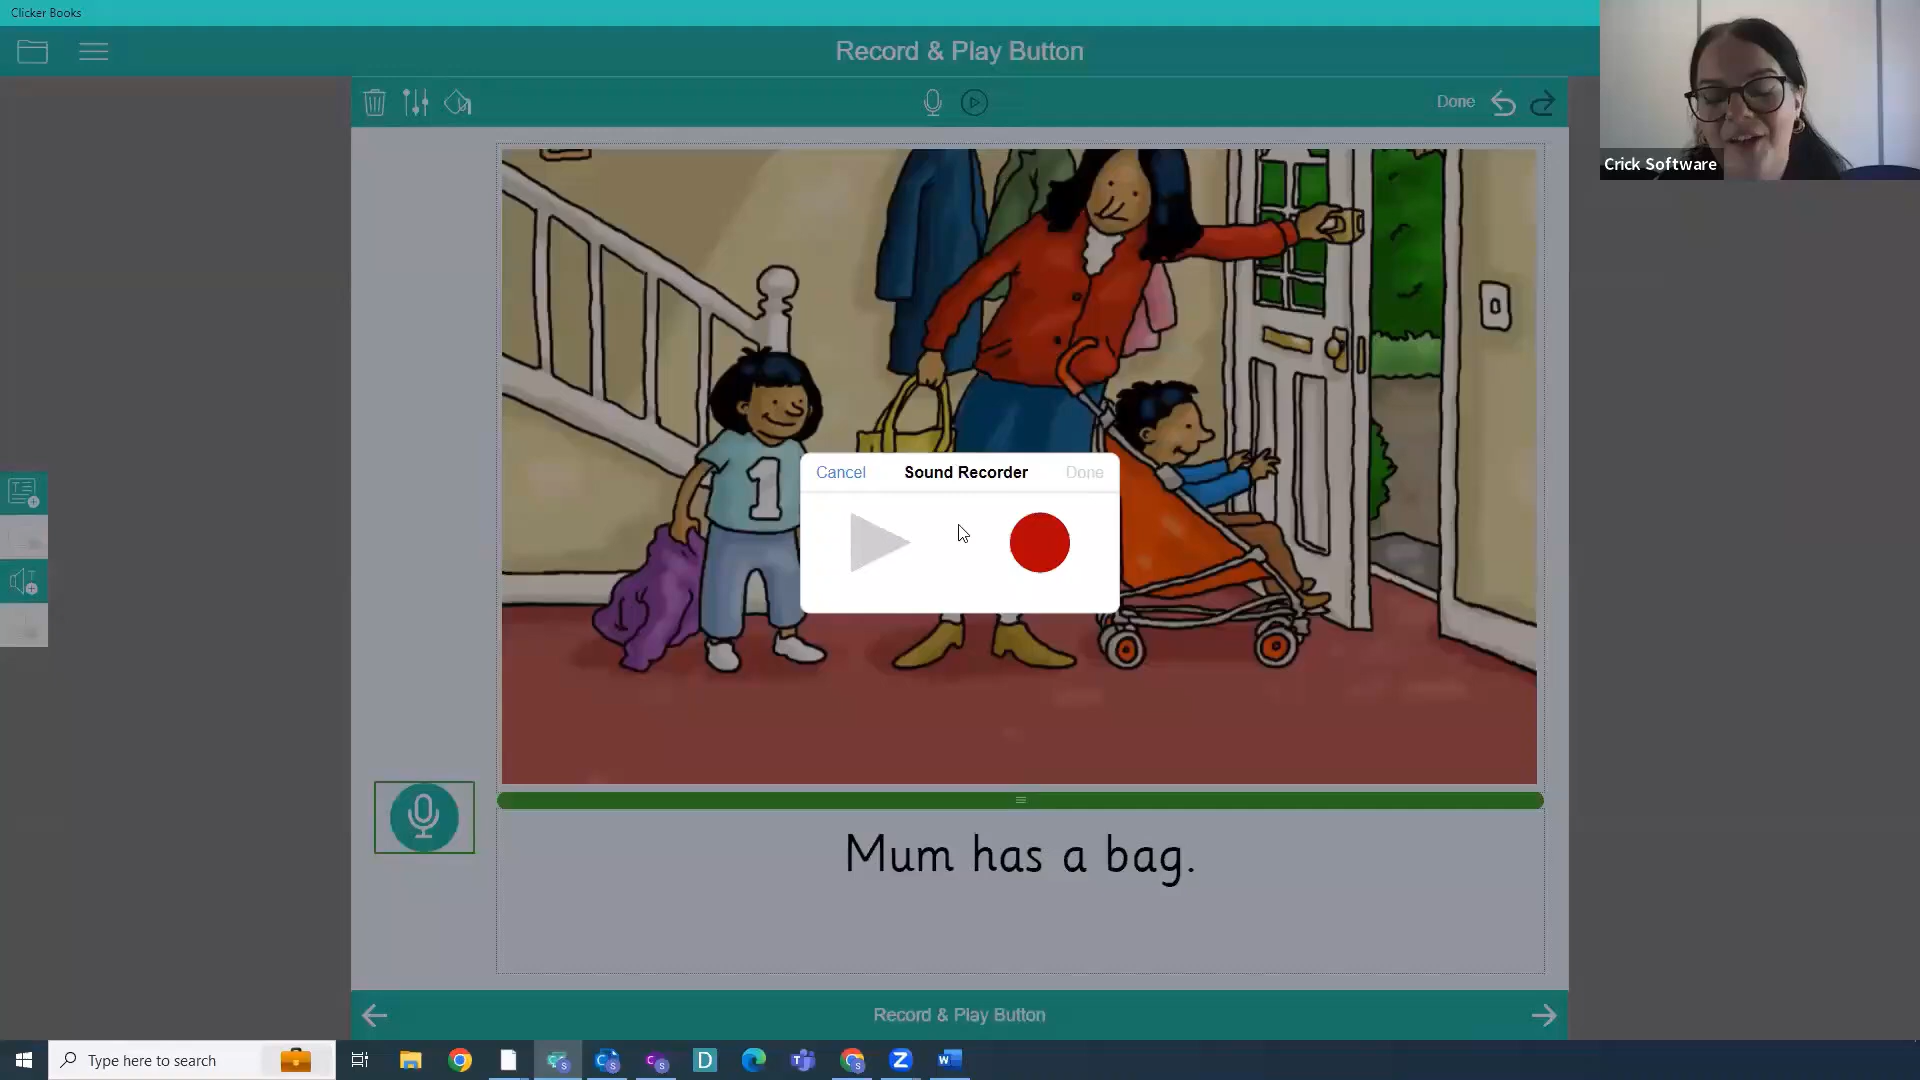 Clicker Books
Record & Play Button
Crick Software
Done
1
Cancel
Sound Recorder
Done
Mum has a bag.
Record & Play Button
Type here to search